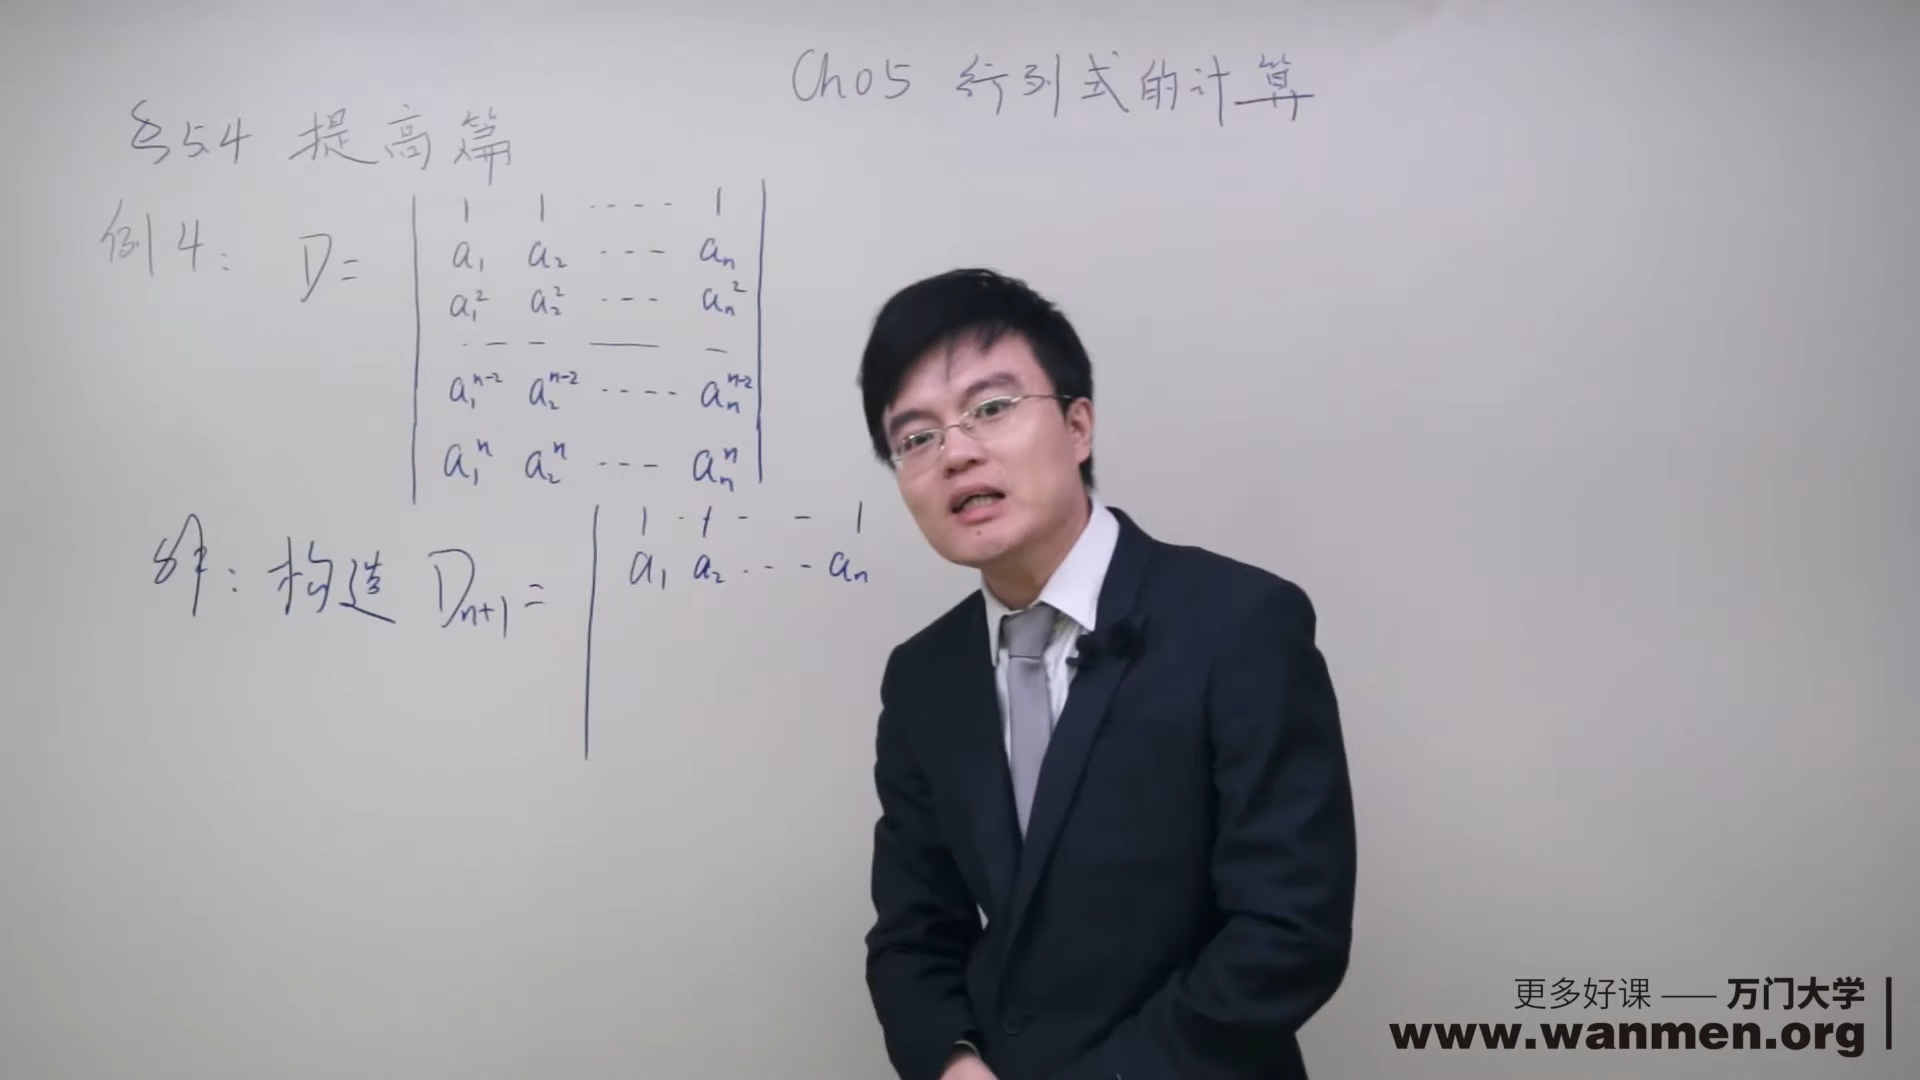 Ch05 行列式的计算
§5.4 提高篇
例4: D=
1 1 ···· 1
a₁ a₂ --- aₙ
a₁² a₂² --- aₙ²
·-- — -
a₁ⁿ⁻² a₂ⁿ⁻² ---- aₙⁿ⁻²
a₁ⁿ a₂ⁿ --- aₙⁿ
解: 构造 Dₙ₊₁=
1 · 1 - - 1
a₁ a₂ ·--- aₙ
更多好课 —— 万门大学
www.wanmen.org